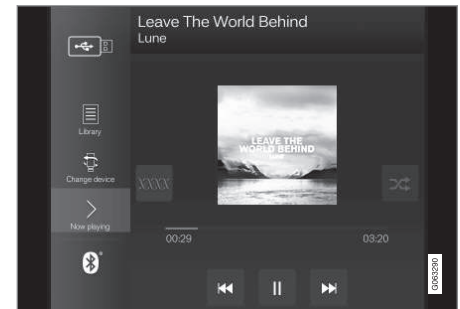 Leave The World Behind
Lune
Library
Change device
Now playing
LEAVE THE
WORLD BEHIND
LUNE
XXXX
00:29
03:20
G063290